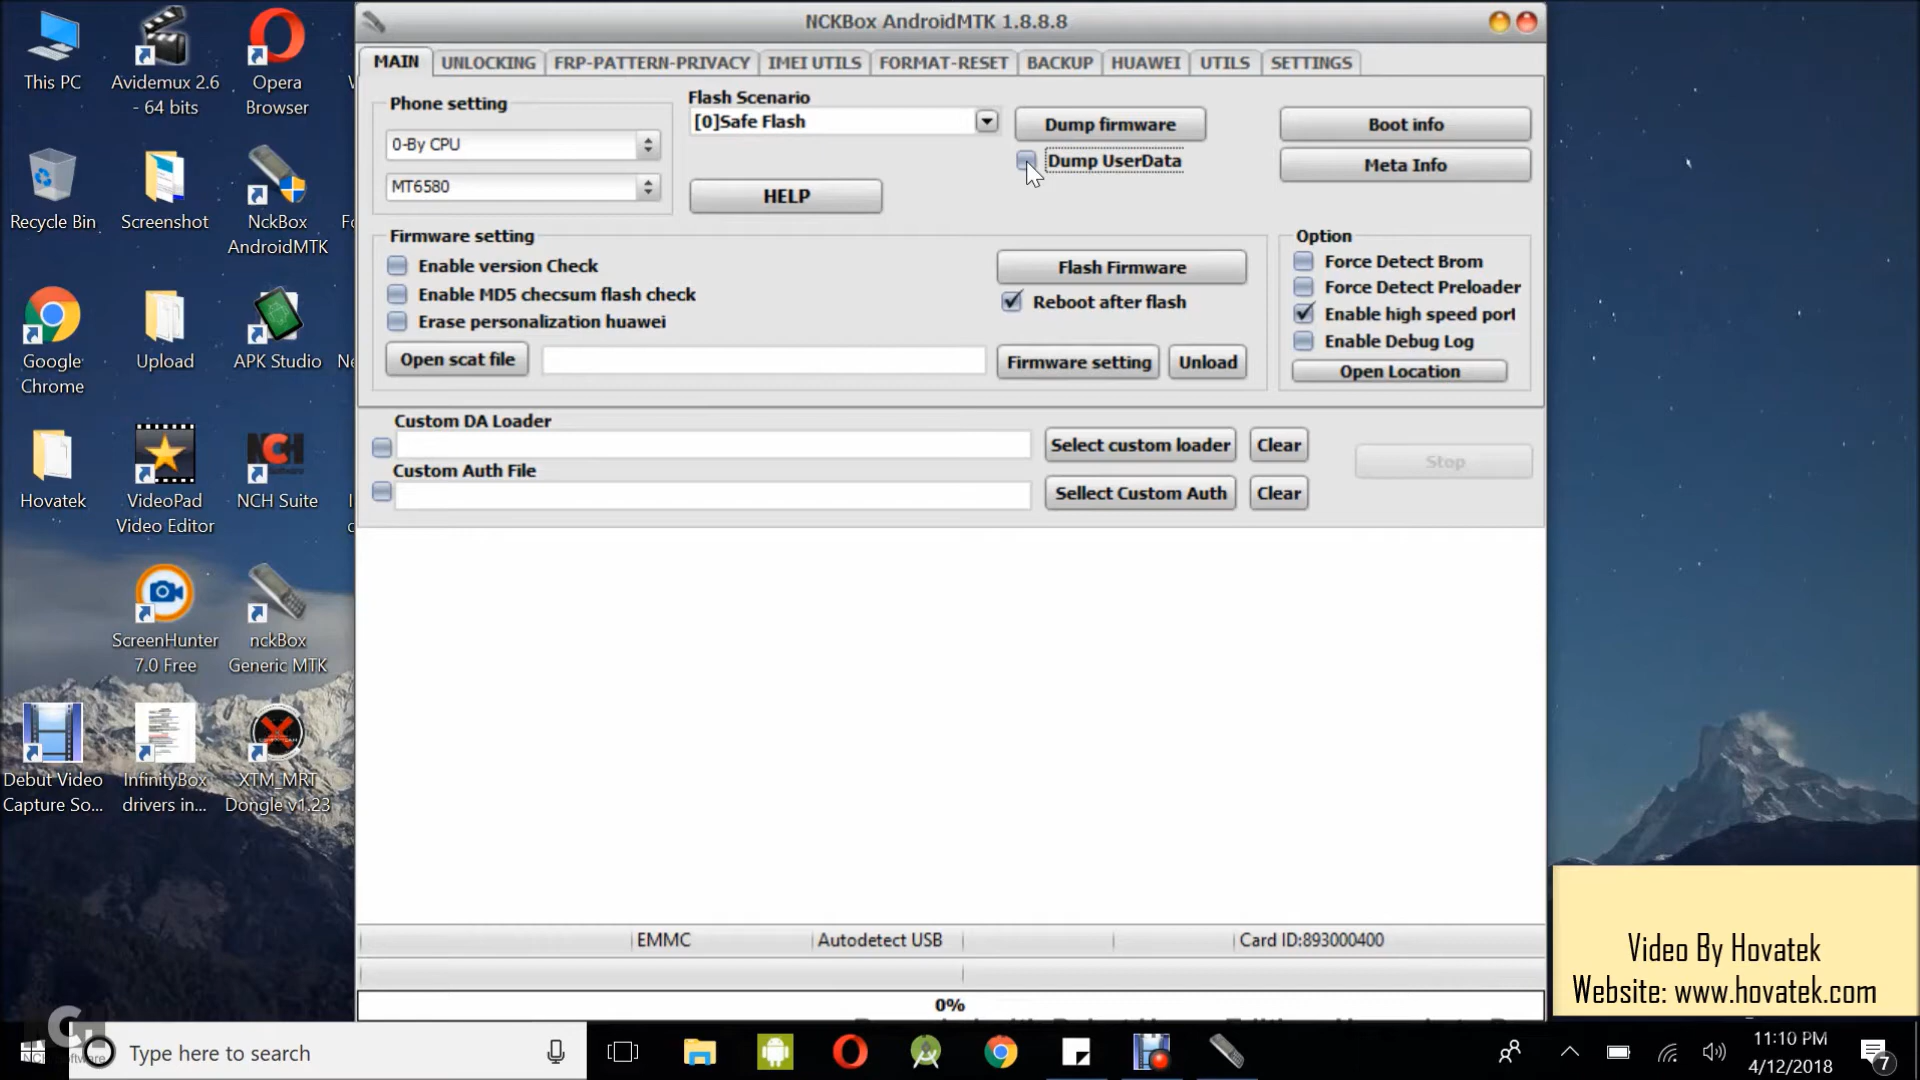 NCKBox AndroidMTK 1.8.8.8
MAIN
UNLOCKING
FRP-PATTERN-PRIVACY
IMEI UTILS
FORMAT-RESET
BACKUP
HUAWEI
UTILS
SETTINGS
Phone setting
0-By CPU
MT6580
Flash Scenario
[0]Safe Flash
HELP
Dump firmware
Dump UserData
Boot info
Meta Info
Firmware setting
Enable version Check
Enable MD5 checsum flash check
Erase personalization huawei
Open scat file
Flash Firmware
Reboot after flash
Firmware setting
Unload
Option
Force Detect Brom
Force Detect Preloader
Enable high speed port
Enable Debug Log
Open Location
Custom DA Loader
Select custom loader
Clear
Custom Auth File
Sellect Custom Auth
Clear
Stop
EMMC
Autodetect USB
Card ID:893000400
0%
This PC
Avidemux 2.6
- 64 bits
Opera
Browser
Recycle Bin
Screenshot
NckBox
AndroidMTK
Google
Chrome
Upload
APK Studio
Hovatek
VideoPad
Video Editor
NCH
NCH Suite
ScreenHunter
7.0 Free
nckBox
Generic MTK
Debut Video
Capture So...
InfinityBox
drivers in...
XTM_MRT
Dongle v1.23
Video By Hovatek
Website: www.hovatek.com
Type here to search
11:10 PM
4/12/2018
7